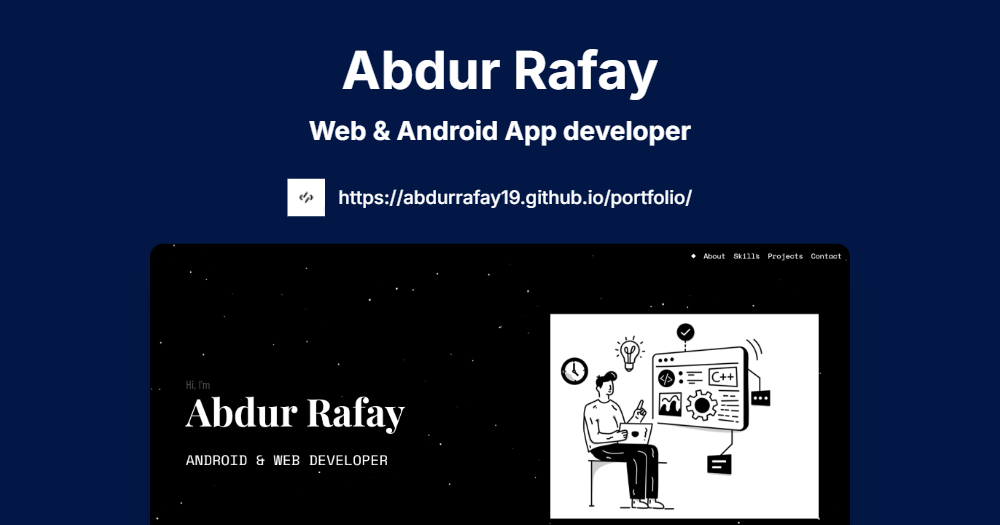 Abdur Rafay
Web & Android App developer
https://abdurrafay19.github.io/portfolio/
About Skills Projects Contact
Hi, I'm
Abdur Rafay
ANDROID & WEB DEVELOPER
</>
C++